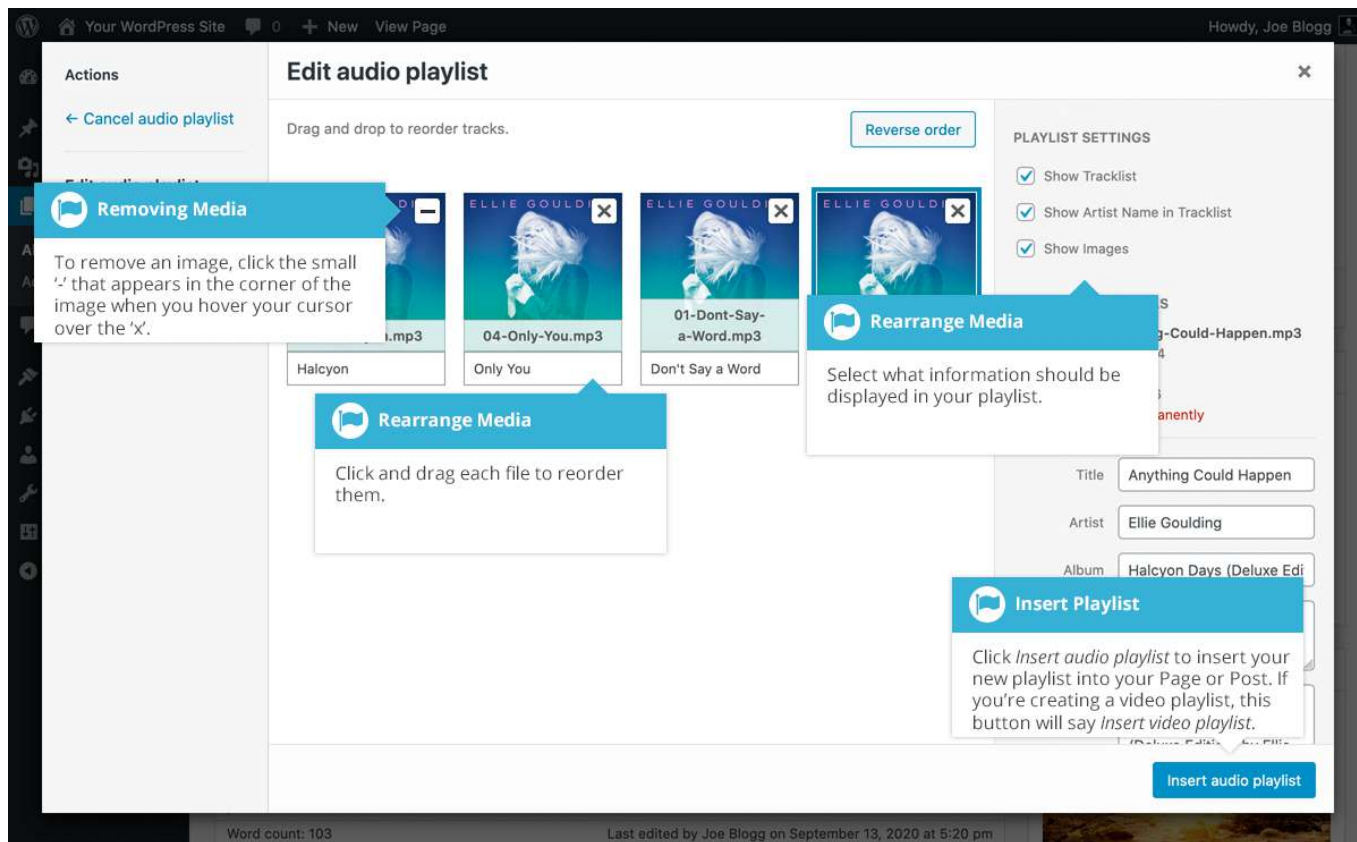 Your WordPress Site 0 + New View Page
Howdy, Joe Blogg
Actions
← Cancel audio playlist
Edit audio playlist
Edit audio playlist
Drag and drop to reorder tracks.
Reverse order
Removing Media
To remove an image, click the small
‘-’ that appears in the corner of the
image when you hover your cursor
over the ‘x’.
ELLIE GOULDI
ELLIE GOULDI
ELLIE GOULDI
.mp3
Halcyon
04-Only-You.mp3
Only You
01-Dont-Say-
a-Word.mp3
Don't Say a Word
Rearrange Media
Click and drag each file to reorder
them.
PLAYLIST SETTINGS
Show Tracklist
Show Artist Name in Tracklist
Show Images
Rearrange Media
Select what information should be
displayed in your playlist.
S
g-Could-Happen.mp3
4
anently
Title Anything Could Happen
Artist Ellie Goulding
Album Halcyon Days (Deluxe Edi
Insert Playlist
Click Insert audio playlist to insert your
new playlist into your Page or Post. If
you’re creating a video playlist, this
button will say Insert video playlist.
Insert audio playlist
Word count: 103
Last edited by Joe Blogg on September 13, 2020 at 5:20 pm